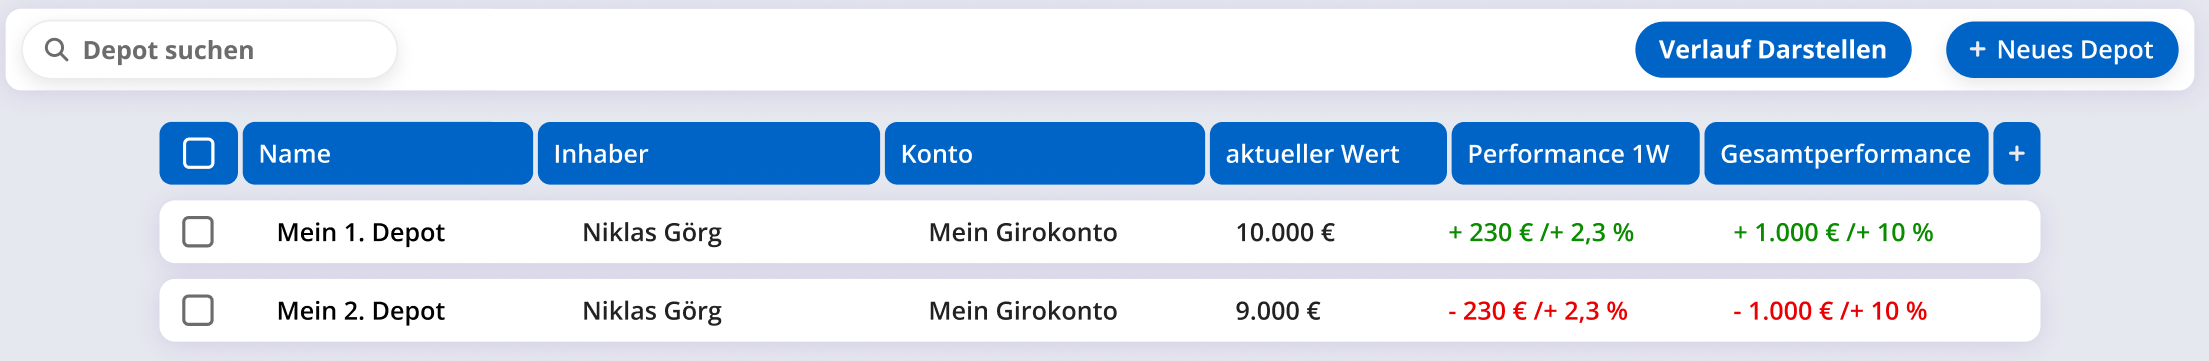 Depot suchen Verlauf Darstellen + Neues Depot
Name Inhaber Konto aktueller Wert Performance 1W Gesamtperformance +
Mein 1. Depot Niklas Görg Mein Girokonto 10.000 € + 230 € /+ 2,3 % + 1.000 € /+ 10 %
Mein 2. Depot Niklas Görg Mein Girokonto 9.000 € - 230 € /+ 2,3 % - 1.000 € /+ 10 %